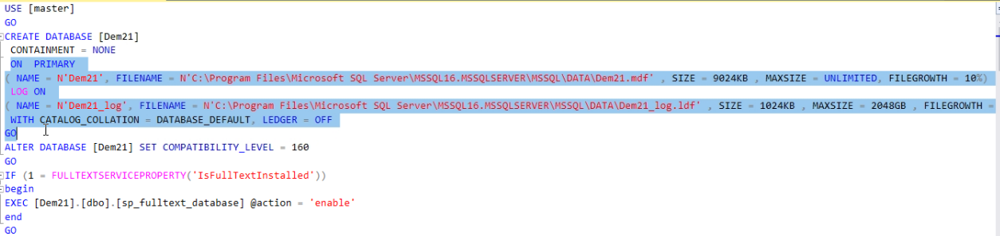 USE [master]
GO
CREATE DATABASE [Dem21]
CONTAINMENT = NONE
ON  PRIMARY
( NAME = N'Dem21', FILENAME = N'C:\Program Files\Microsoft SQL Server\MSSQL16.MSSQLSERVER\MSSQL\DATA\Dem21.mdf' , SIZE = 9024KB , MAXSIZE = UNLIMITED, FILEGROWTH = 10%)
LOG ON
( NAME = N'Dem21_log', FILENAME = N'C:\Program Files\Microsoft SQL Server\MSSQL16.MSSQLSERVER\MSSQL\DATA\Dem21_log.ldf' , SIZE = 1024KB , MAXSIZE = 2048GB , FILEGROWTH =
WITH CATALOG_COLLATION = DATABASE_DEFAULT, LEDGER = OFF
GO
ALTER DATABASE [Dem21] SET COMPATIBILITY_LEVEL = 160
GO
IF (1 = FULLTEXTSERVICEPROPERTY('IsFullTextInstalled'))
begin
EXEC [Dem21].[dbo].[sp_fulltext_database] @action = 'enable'
end
GO